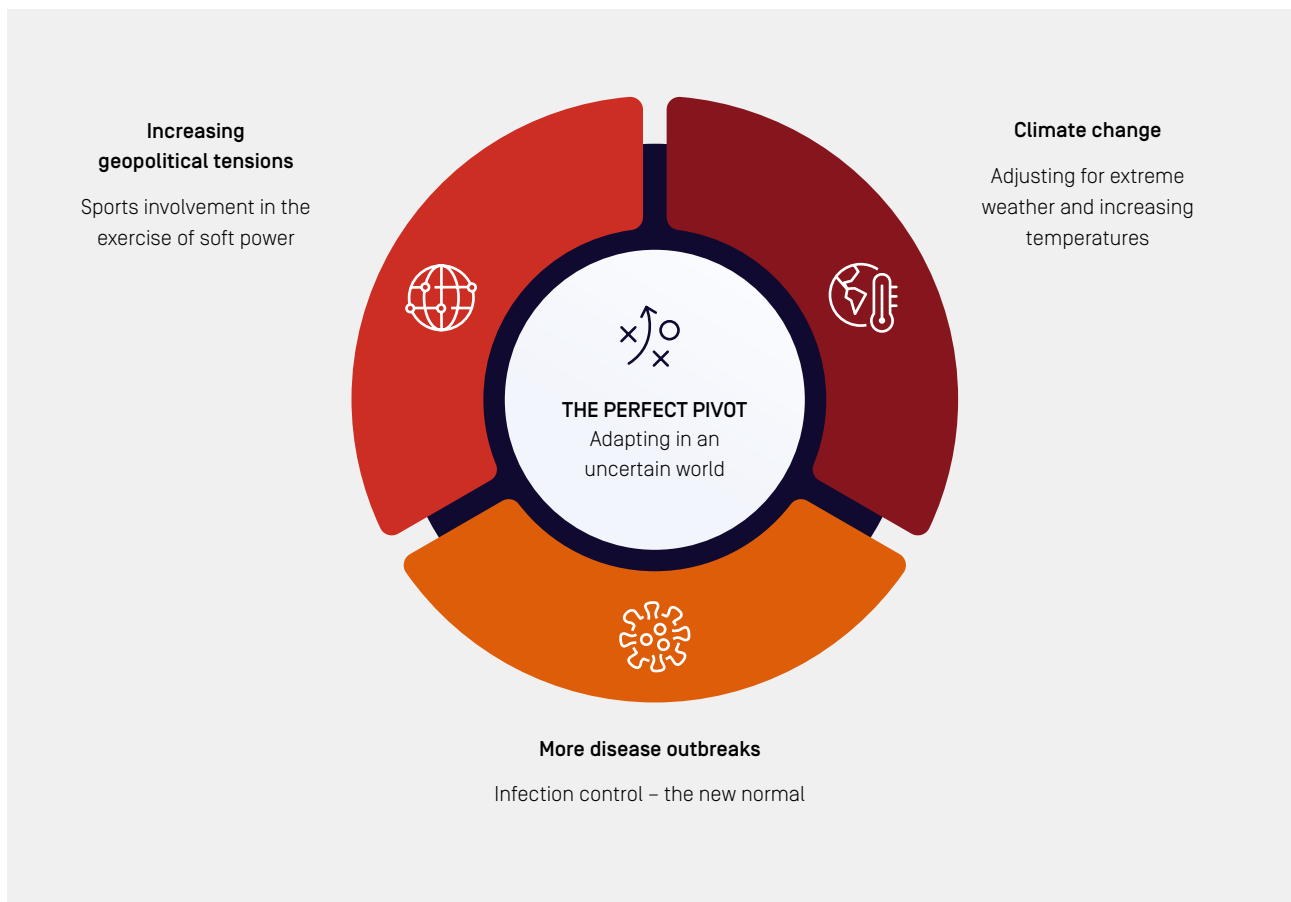 Increasing
geopolitical tensions
Sports involvement in the
exercise of soft power
Climate change
Adjusting for extreme
weather and increasing
temperatures
THE PERFECT PIVOT
Adapting in an
uncertain world
More disease outbreaks
Infection control – the new normal